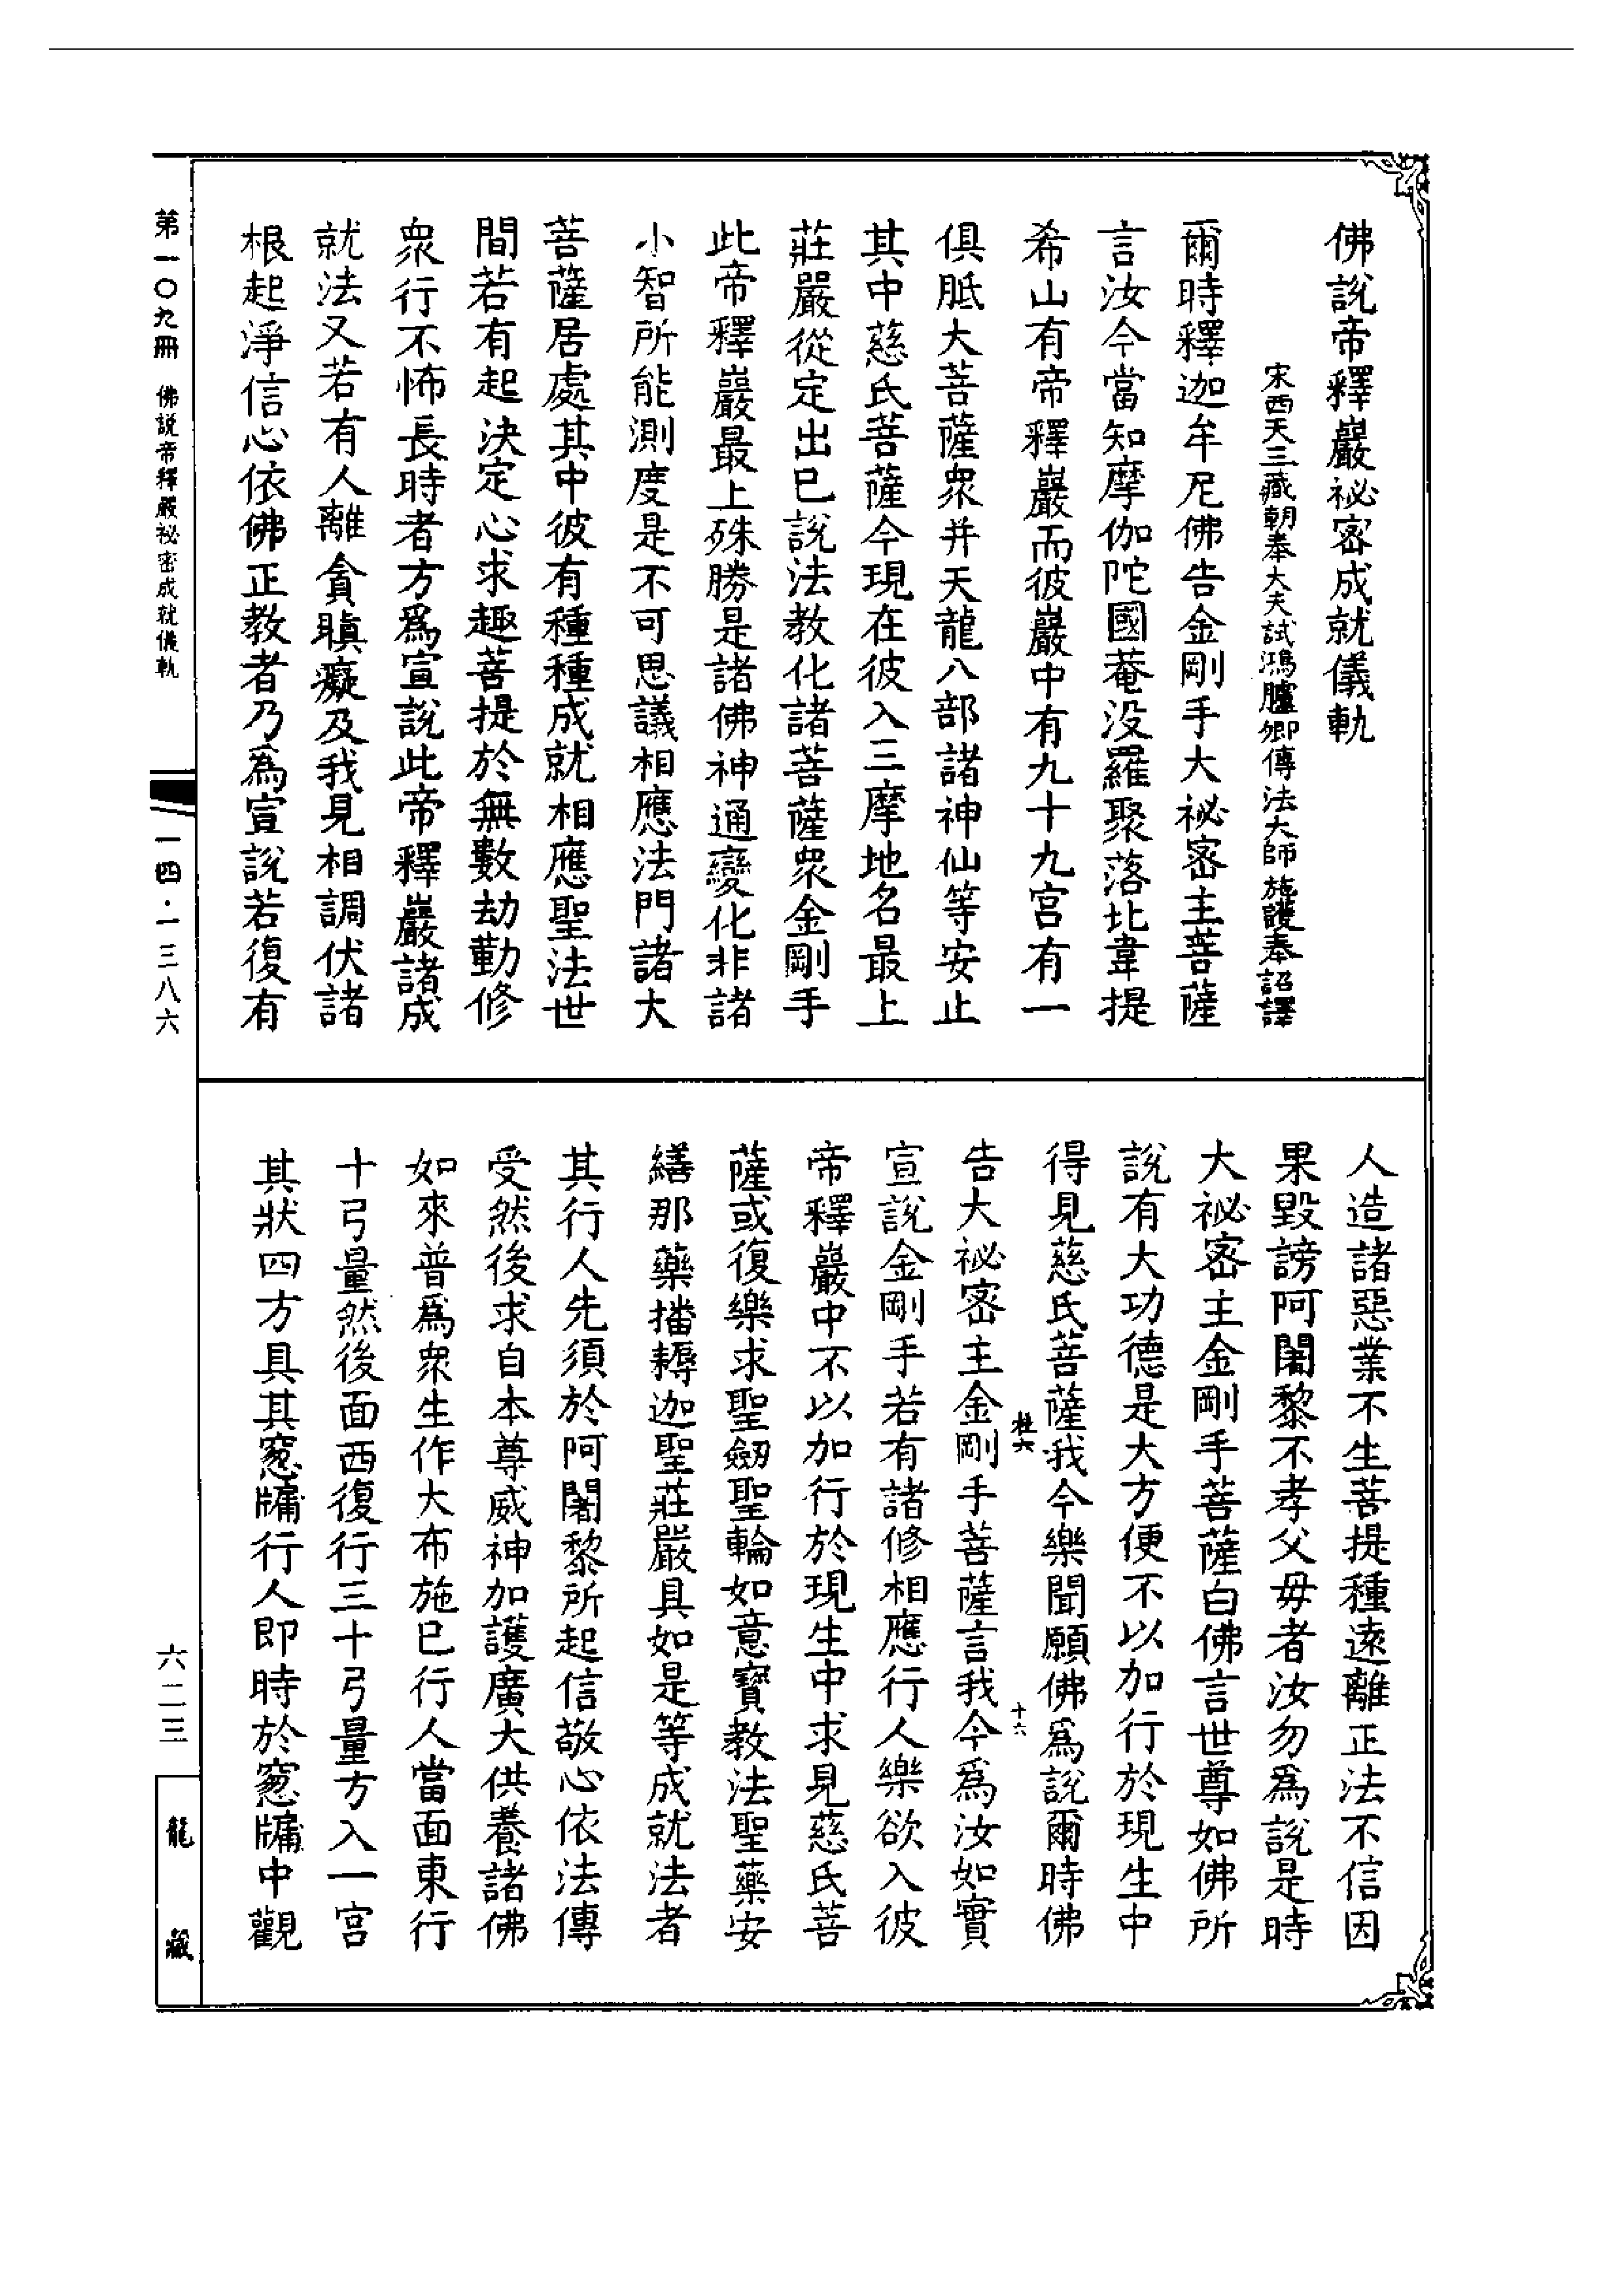 佛說帝釋巖祕密成就儀軌
宋西天三藏朝奉大夫試鴻臚卿傳法大師施護奉詔譯
爾時釋迦牟尼佛告金剛手大祕密主菩薩
言汝今當知摩伽陀國菴没羅聚落北韋提
希山有帝釋巖而彼巖中有九十九宮有一
俱胝大菩薩衆并天龍八部諸神仙等安止
其中慈氏菩薩今現在彼入三摩地名最上
莊嚴從定出已說法教化諸菩薩衆金剛手
此帝釋巖最上殊勝是諸佛神通變化非諸
小智所能測度是不可思議相應法門諸大
菩薩居處其中彼有種種成就相應聖法世
間若有起決定心求趣菩提於無數劫勤修
衆行不怖長時者方爲宣說此帝釋巖諸成
就法又若有人離貪瞋癡及我見相調伏諸
根起淨信心依佛正教者乃爲宣說若復有
人造諸惡業不生菩提種遠離正法不信因
果毀謗阿闍黎不孝父母者汝勿爲說是時
大祕密主金剛手菩薩白佛言世尊如佛所
說有大功德是大方便不以加行於現生中
得見慈氏菩薩我今樂聞願佛爲說爾時佛
告大祕密主金剛手菩薩言我今爲汝如實
宣說金剛手若有諸修相應行人樂欲入彼
帝釋巖中不以加行於現生中求見慈氏菩
薩或復樂求聖劒聖輪如意寶教法聖藥安
繕那藥播耨迦聖莊嚴具如是等成就法者
其行人先須於阿闍黎所起信敬心依法傳
受然後求自本尊威神加護廣大供養諸佛
如來普爲衆生作大布施已行人當面東行
十弓量然後面西復行三十弓量方入一宮
其狀四方具其窻牖行人即時於窻牖中觀
十六
第一〇九冊 佛説帝釋嚴祕密成就儀軌
一四·一三八六
六二三
龍藏